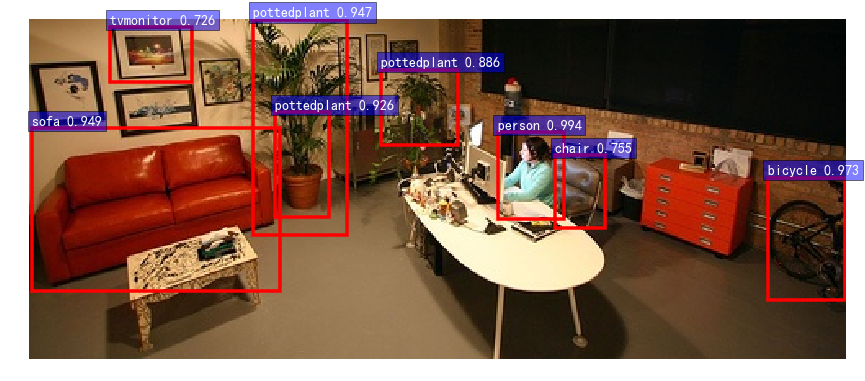 tvmonitor 0.726
pottedplant 0.947
pottedplant 0.886
pottedplant 0.926
sofa 0.949
person 0.994
chair 0.755
bicycle 0.973